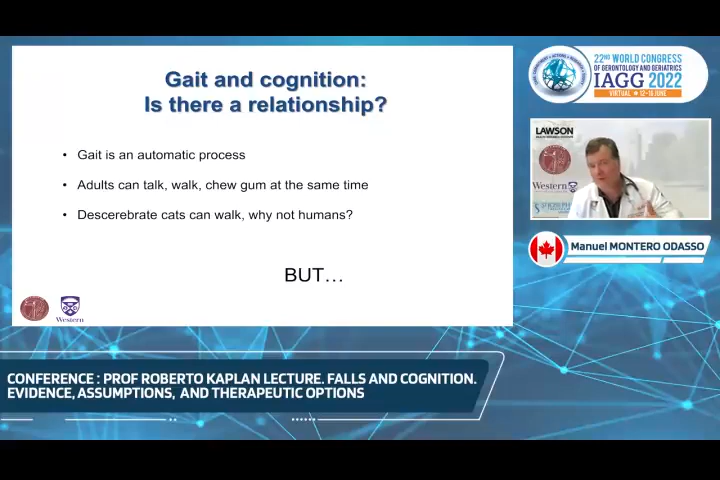 Gait and cognition:
Is there a relationship?
• Gait is an automatic process
• Adults can talk, walk, chew gum at the same time
• Descerebrate cats can walk, why not humans?
BUT…
Western
22ND WORLD CONGRESS
OF GERONTOLOGY AND GERIATRICS
IAGG 2022
VIRTUAL ★ 12-16 JUNE
LAWSON
Western
Manuel MONTERO ODASSO
CONFERENCE : PROF ROBERTO KAPLAN LECTURE. FALLS AND COGNITION.
EVIDENCE, ASSUMPTIONS, AND THERAPEUTIC OPTIONS